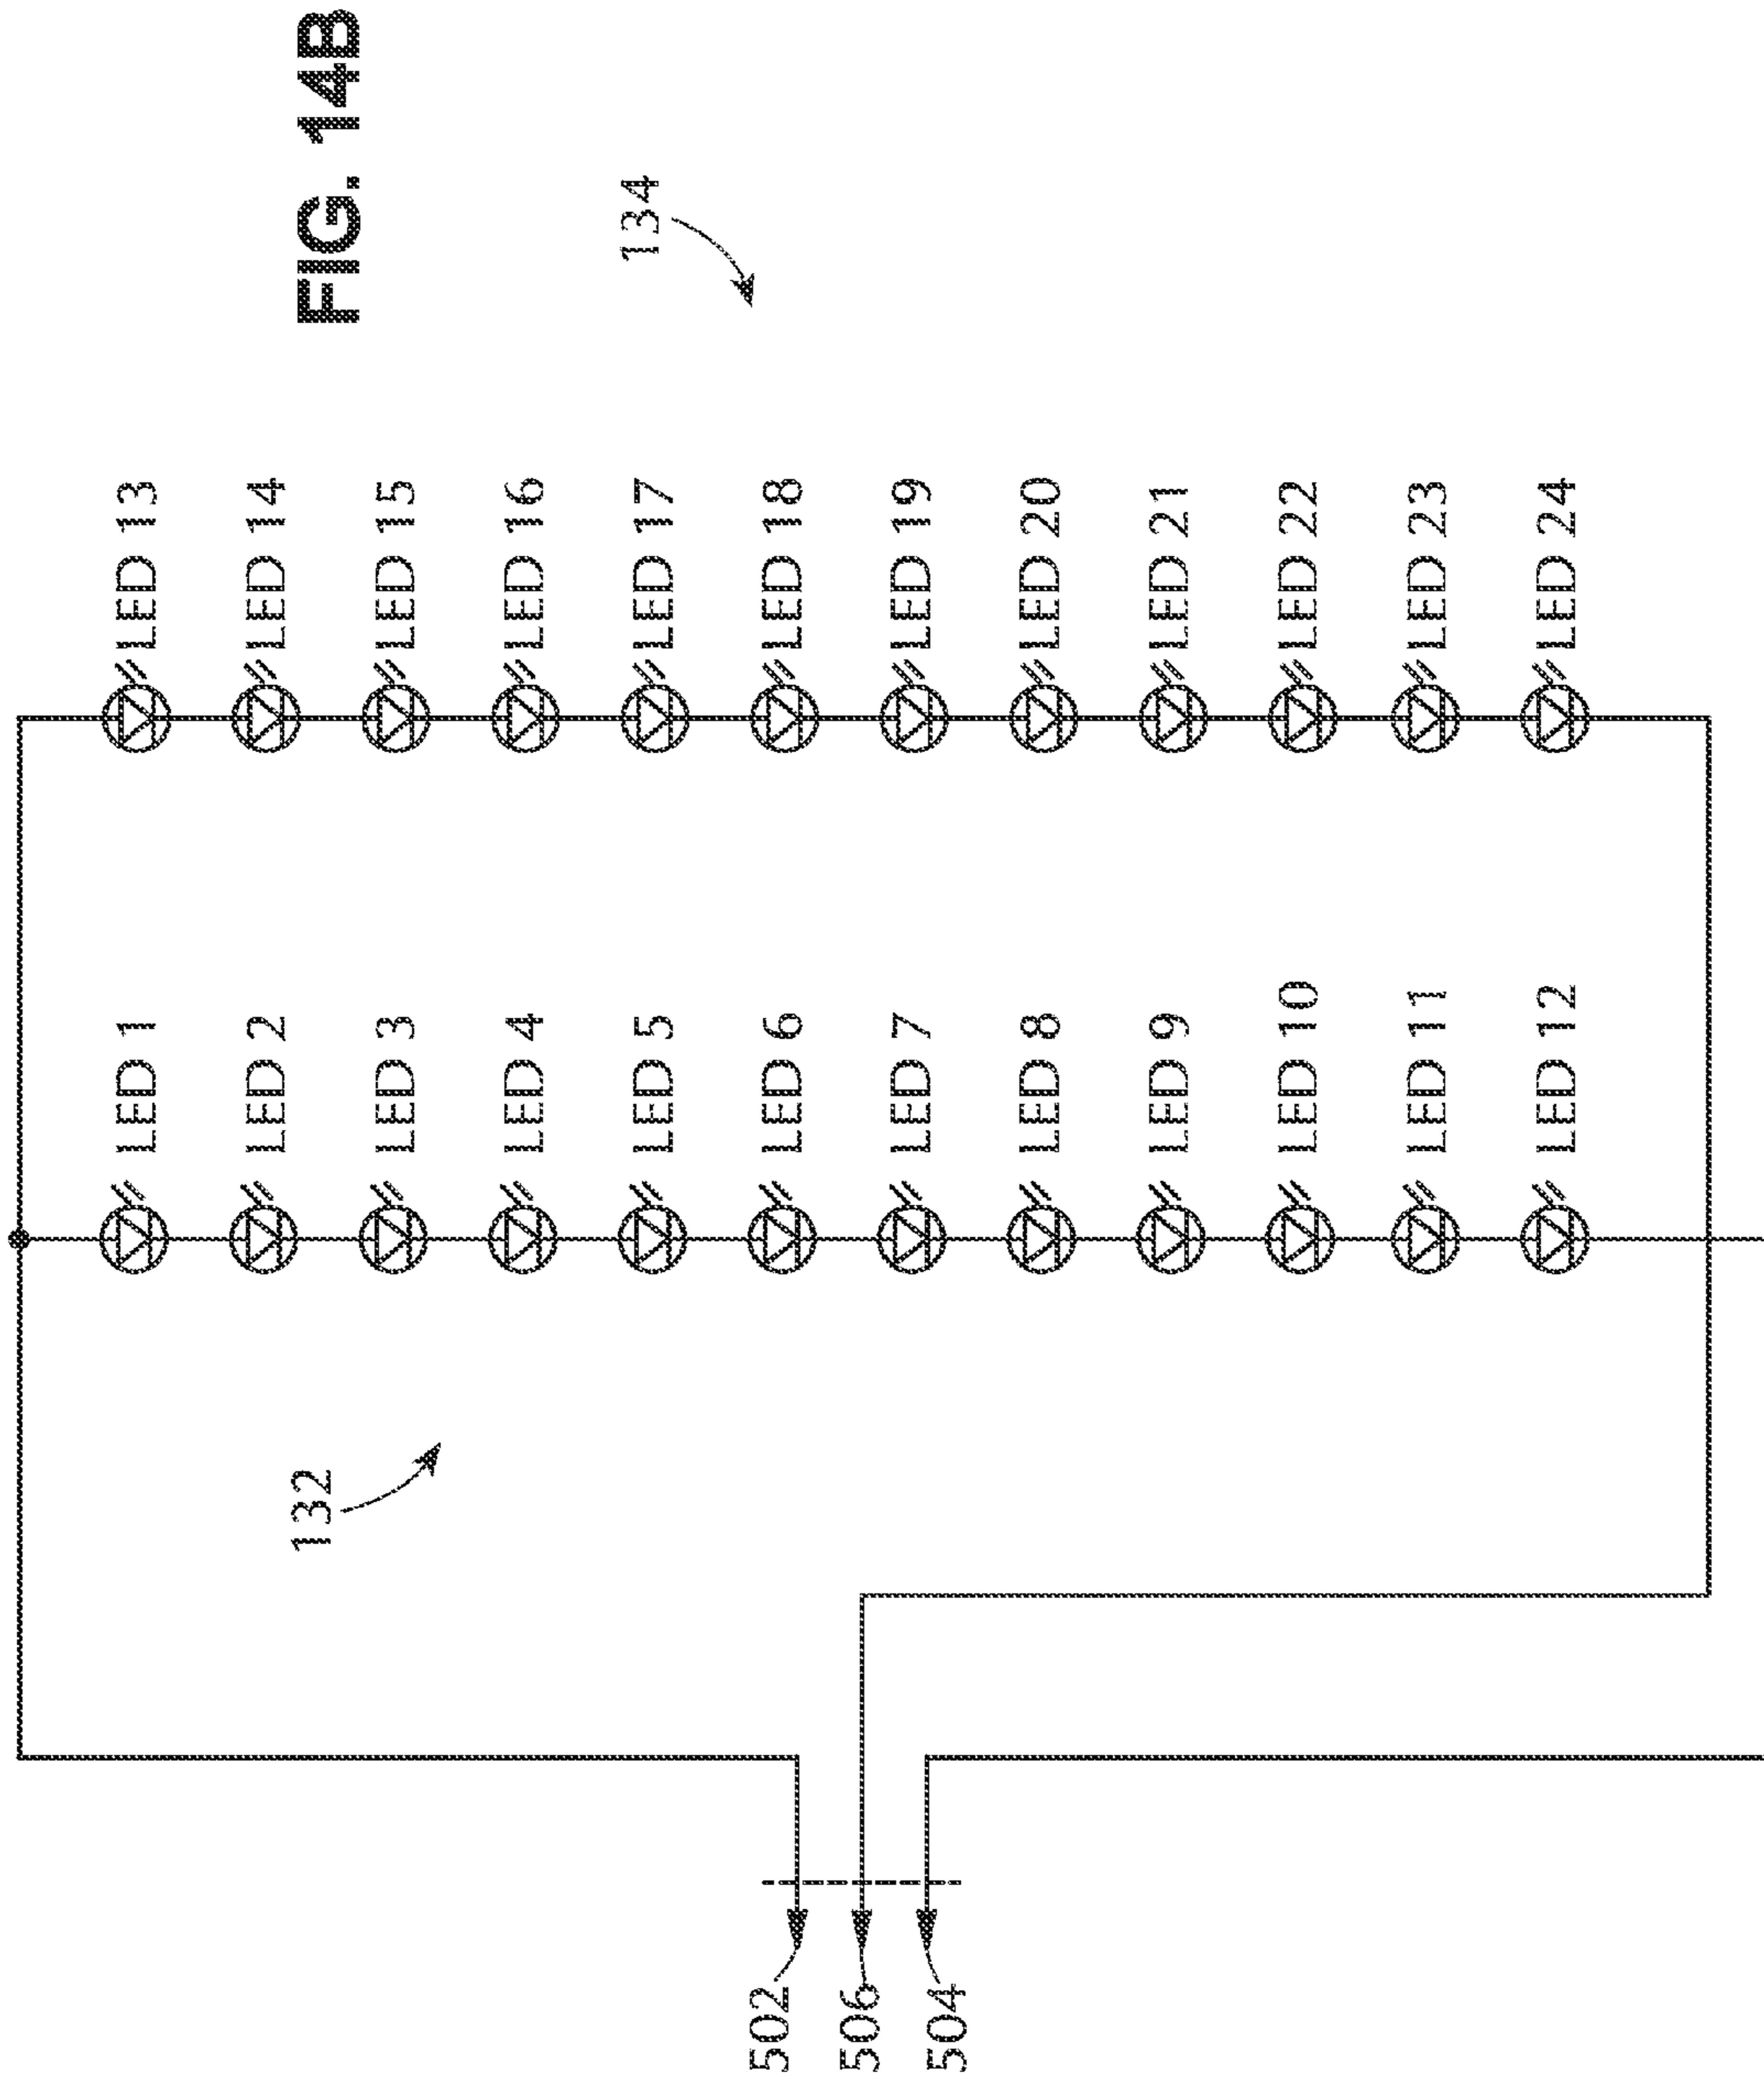 FIG. 14B
134
132
LED 13
LED 14
LED 15
LED 16
LED 17
LED 18
LED 19
LED 20
LED 21
LED 22
LED 23
LED 24
LED 1
LED 2
LED 3
LED 4
LED 5
LED 6
LED 7
LED 8
LED 9
LED 10
LED 11
LED 12
502
506
504